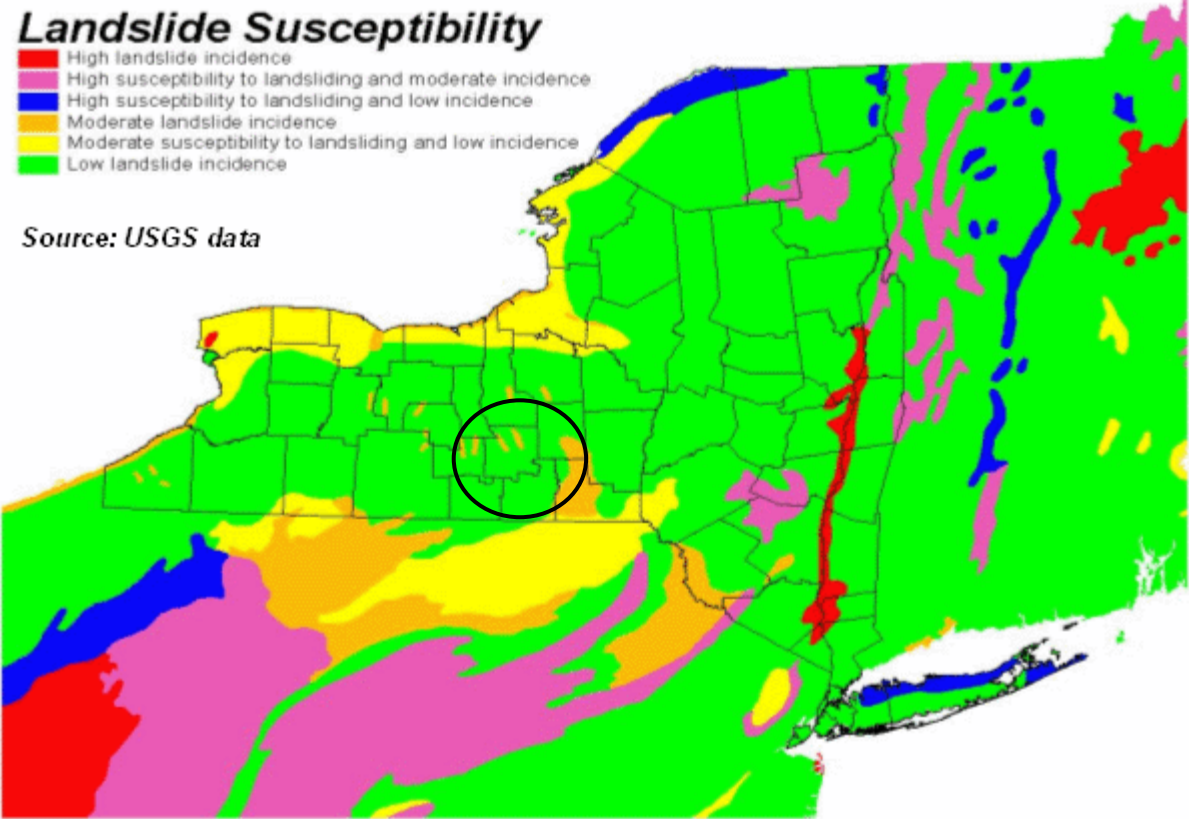 Landslide Susceptibility
High landslide incidence
High susceptibility to landsliding and moderate incidence
High susceptibility to landsliding and low incidence
Moderate landslide incidence
Moderate susceptibility to landsliding and low incidence
Low landslide incidence
Source: USGS data